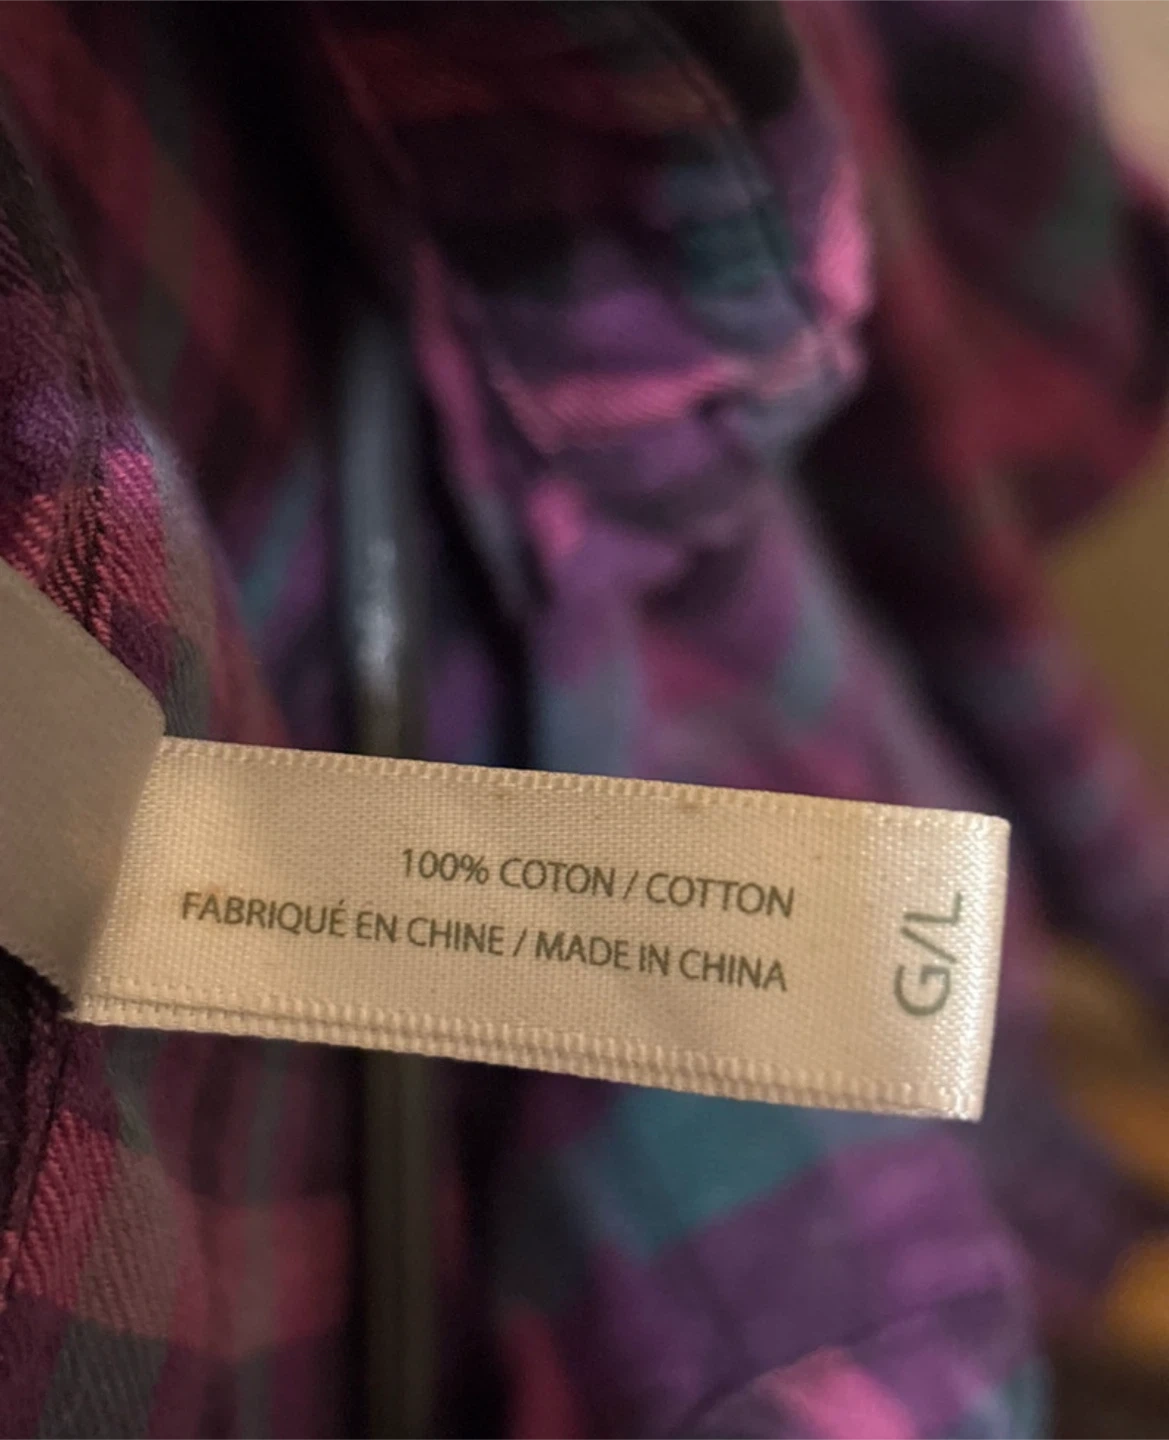 100% COTON / COTTON
FABRIQUÉ EN CHINE / MADE IN CHINA
G/L